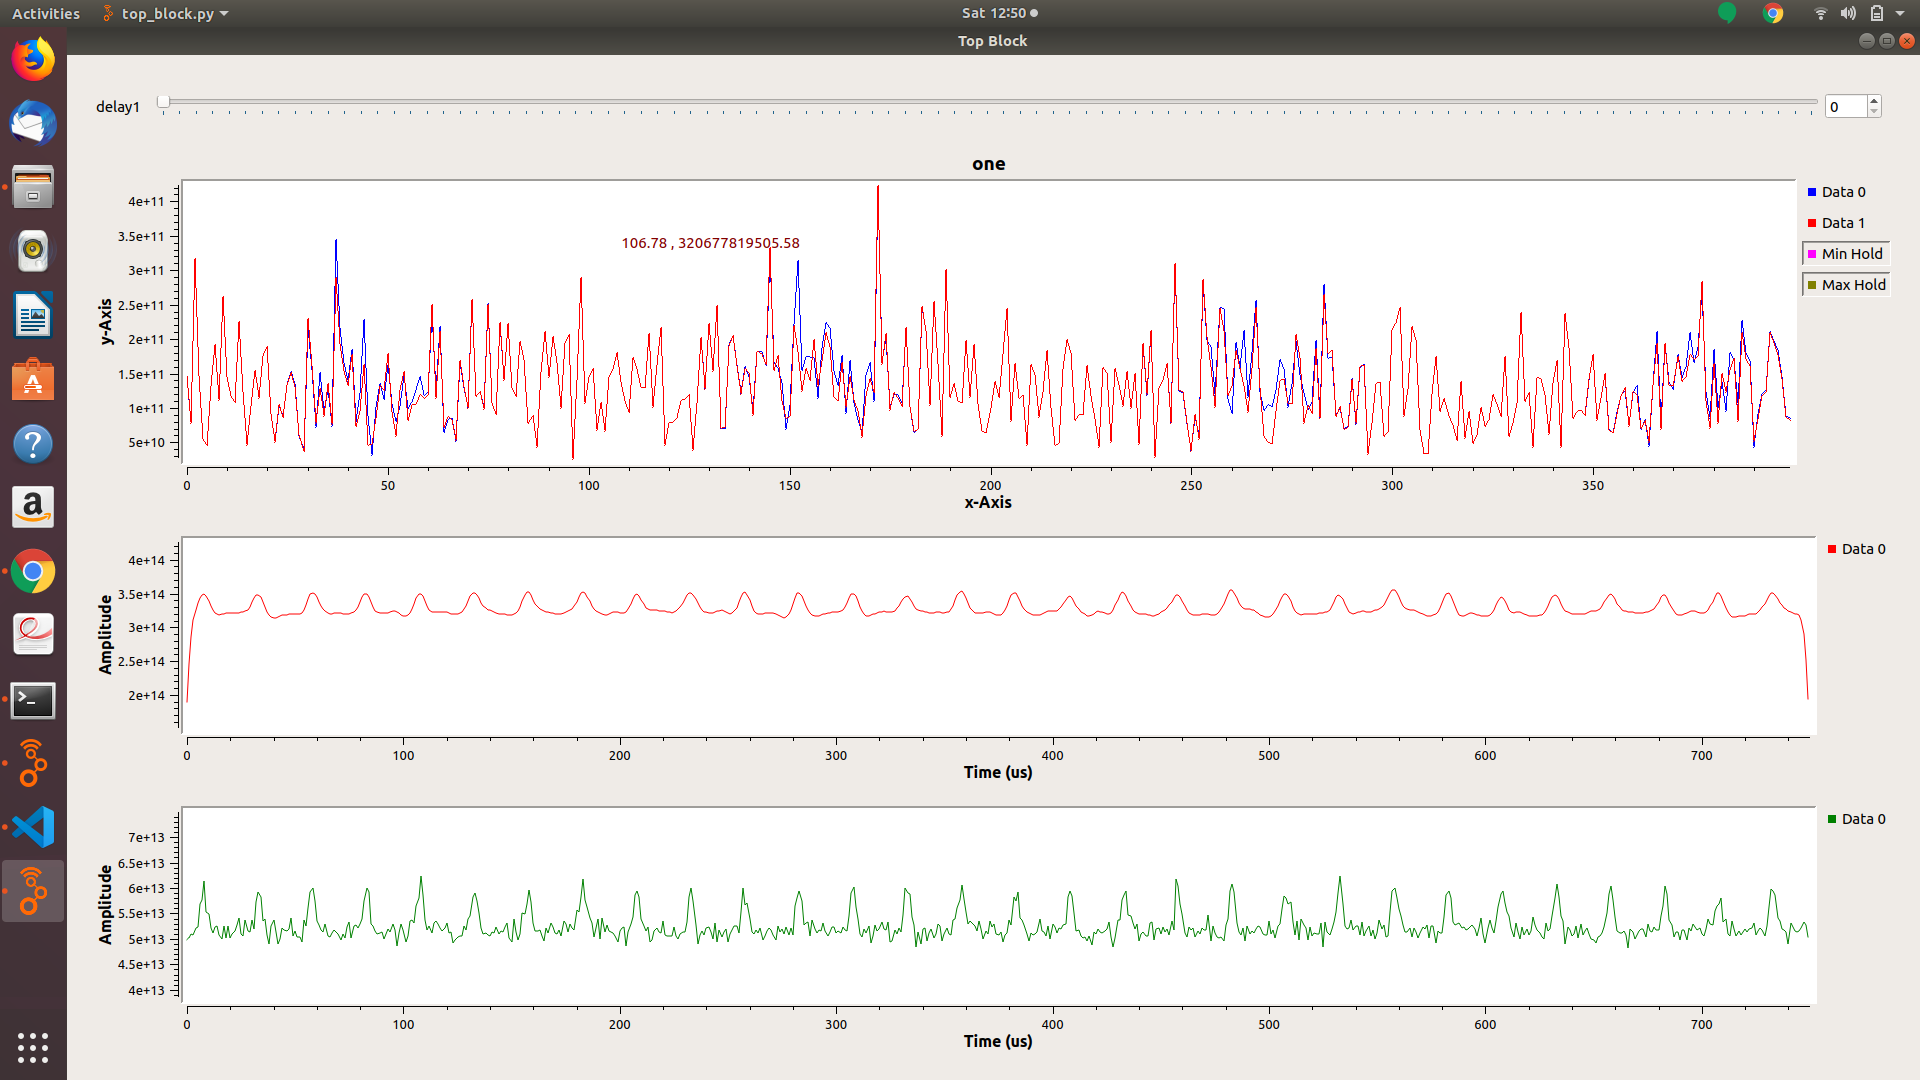 Activities top_block.py Sat 12:50
Top Block
delay1 0
one
4e+11
3.5e+11
3e+11
2.5e+11
2e+11
1.5e+11
1e+11
5e+10
y-Axis
106.78 , 320677819505.58
Data 0
Data 1
Min Hold
Max Hold
0 50 100 150 200 250 300 350
x-Axis
4e+14
3.5e+14
3e+14
2.5e+14
2e+14
Amplitude
Data 0
0 100 200 300 400 500 600 700
Time (us)
7e+13
6.5e+13
6e+13
5.5e+13
5e+13
4.5e+13
4e+13
Amplitude
Data 0
0 100 200 300 400 500 600 700
Time (us)